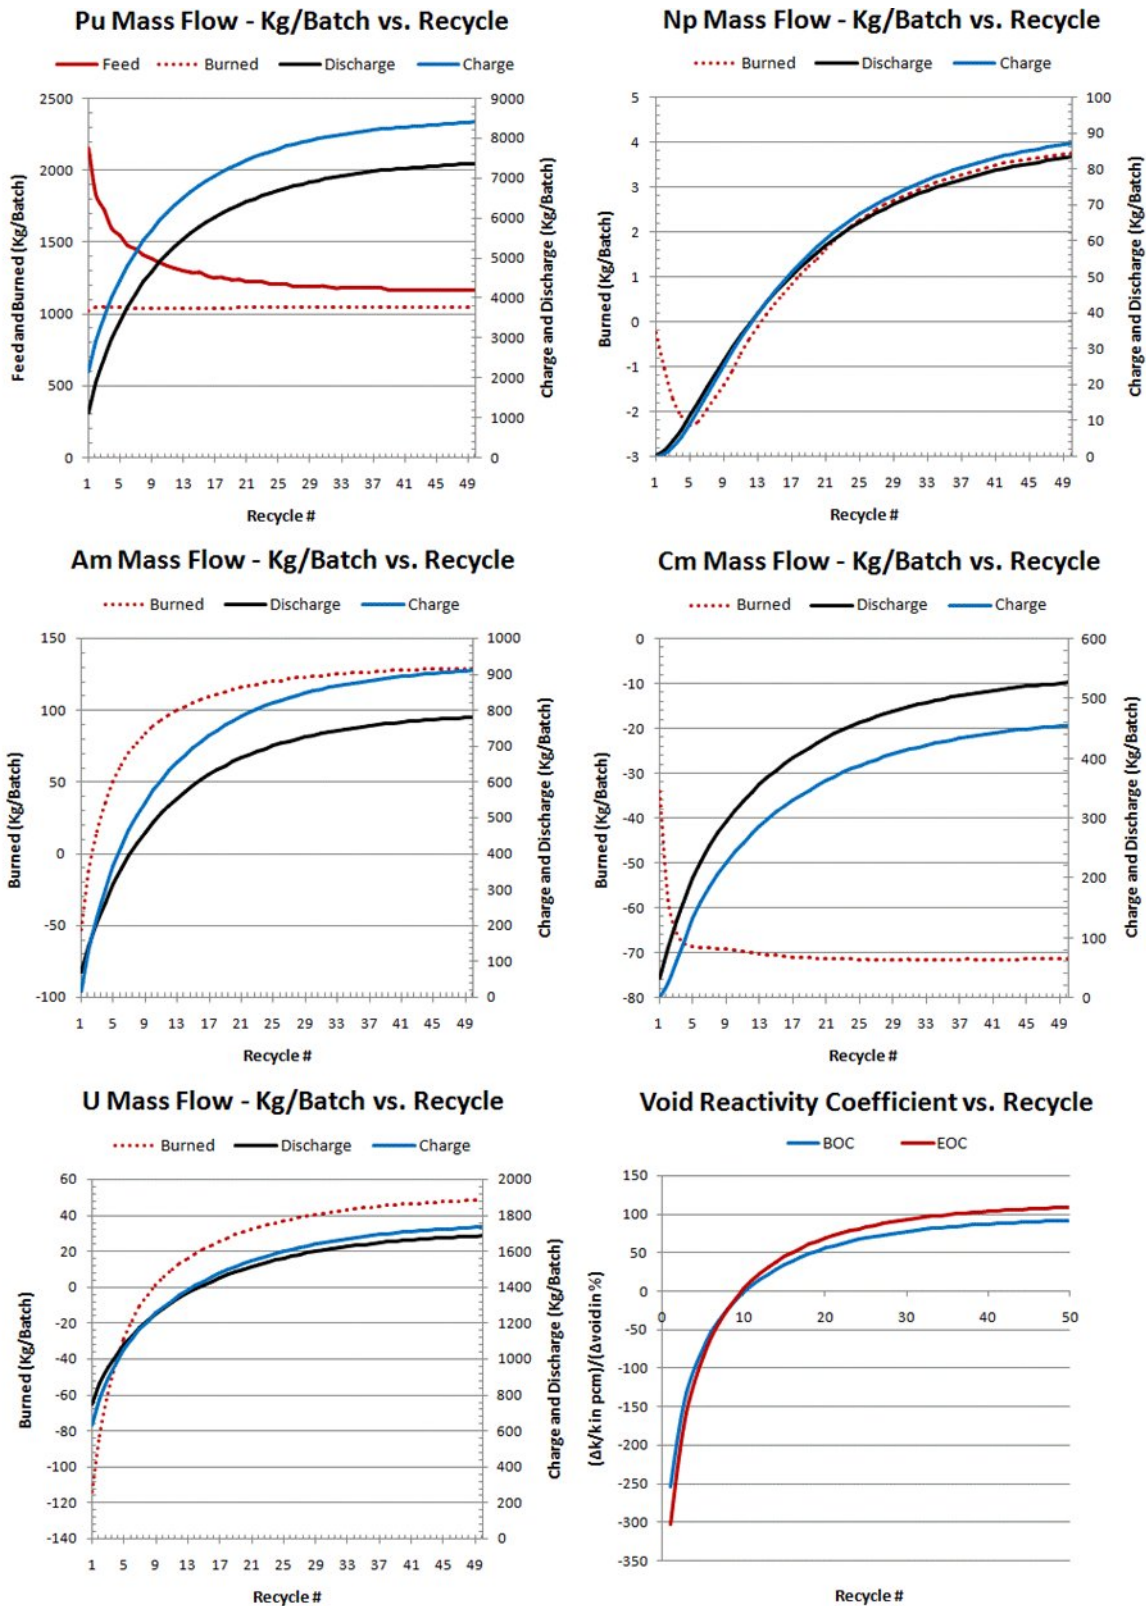 Pu Mass Flow - Kg/Batch vs. Recycle
Feed Burned Discharge Charge
2500
2000
1500
1000
500
0
9000
8000
7000
6000
5000
4000
3000
2000
1000
0
Feed and Burned (Kg/Batch)
Charge and Discharge (Kg/Batch)
1 5 9 13 17 21 25 29 33 37 41 45 49
Recycle #
Np Mass Flow - Kg/Batch vs. Recycle
Burned Discharge Charge
5
4
3
2
1
0
-1
-2
-3
100
90
80
70
60
50
40
30
20
10
0
Burned (Kg/Batch)
Charge and Discharge (Kg/Batch)
1 5 9 13 17 21 25 29 33 37 41 45 49
Recycle #
Am Mass Flow - Kg/Batch vs. Recycle
Burned Discharge Charge
150
100
50
0
-50
-100
1000
900
800
700
600
500
400
300
200
100
0
Burned (Kg/Batch)
Charge and Discharge (Kg/Batch)
1 5 9 13 17 21 25 29 33 37 41 45 49
Recycle #
Cm Mass Flow - Kg/Batch vs. Recycle
Burned Discharge Charge
0
-10
-20
-30
-40
-50
-60
-70
-80
600
500
400
300
200
100
0
Burned (Kg/Batch)
Charge and Discharge (Kg/Batch)
1 5 9 13 17 21 25 29 33 37 41 45 49
Recycle #
U Mass Flow - Kg/Batch vs. Recycle
Burned Discharge Charge
60
40
20
0
-20
-40
-60
-80
-100
-120
-140
2000
1800
1600
1400
1200
1000
800
600
400
200
0
Burned (Kg/Batch)
Charge and Discharge (Kg/Batch)
1 5 9 13 17 21 25 29 33 37 41 45 49
Recycle #
Void Reactivity Coefficient vs. Recycle
BOC EOC
150
100
50
0
-50
-100
-150
-200
-250
-300
-350
(Δk/k in pcm)/(Δvoid in %)
0 10 20 30 40 50
Recycle #